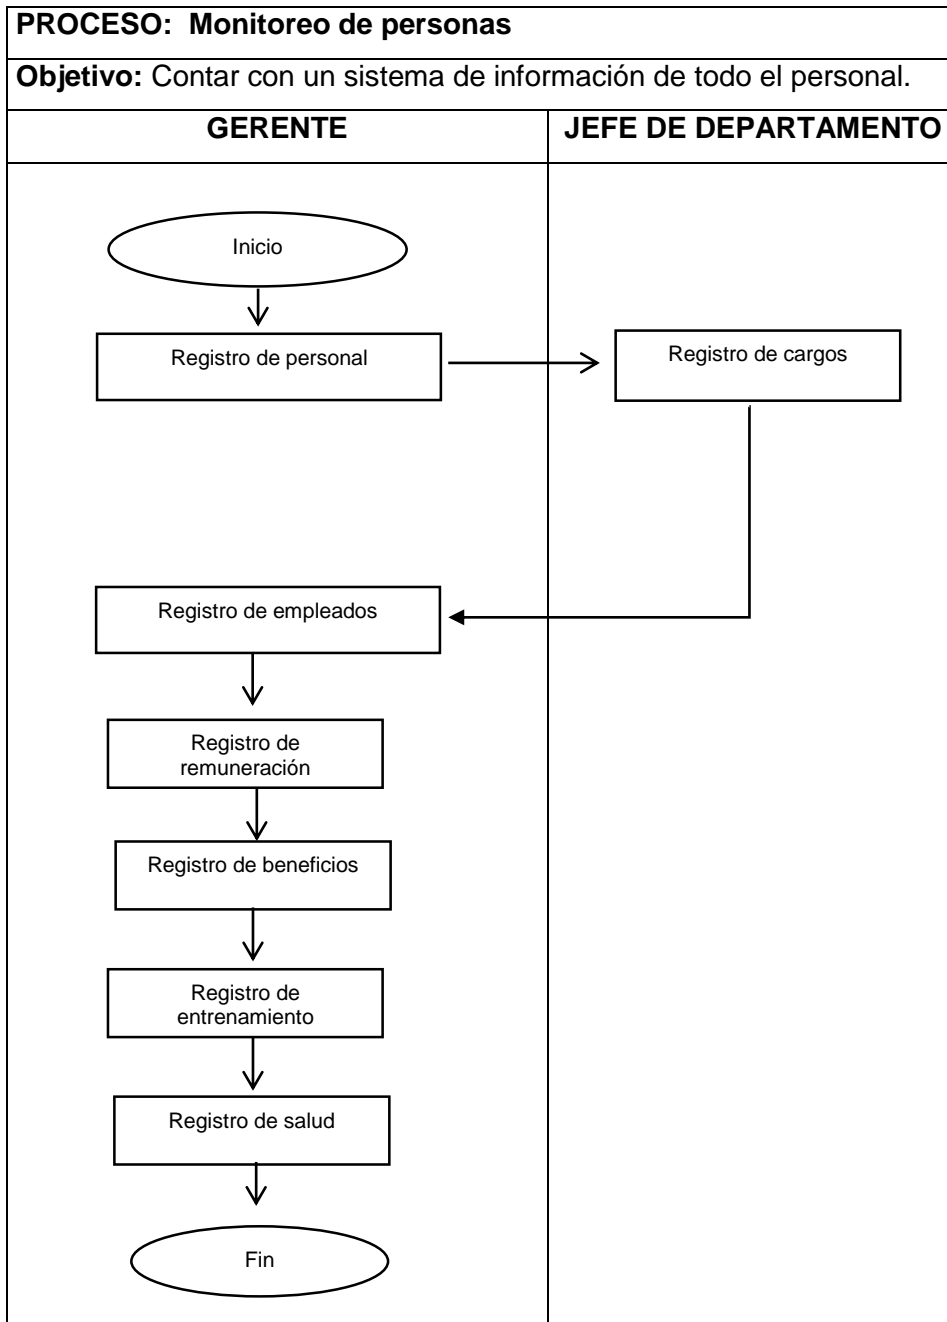 PROCESO: Monitoreo de personas
Objetivo: Contar con un sistema de información de todo el personal.
GERENTE
JEFE DE DEPARTAMENTO
Inicio
Registro de personal
Registro de cargos
Registro de empleados
Registro de
remuneración
Registro de beneficios
Registro de
entrenamiento
Registro de salud
Fin